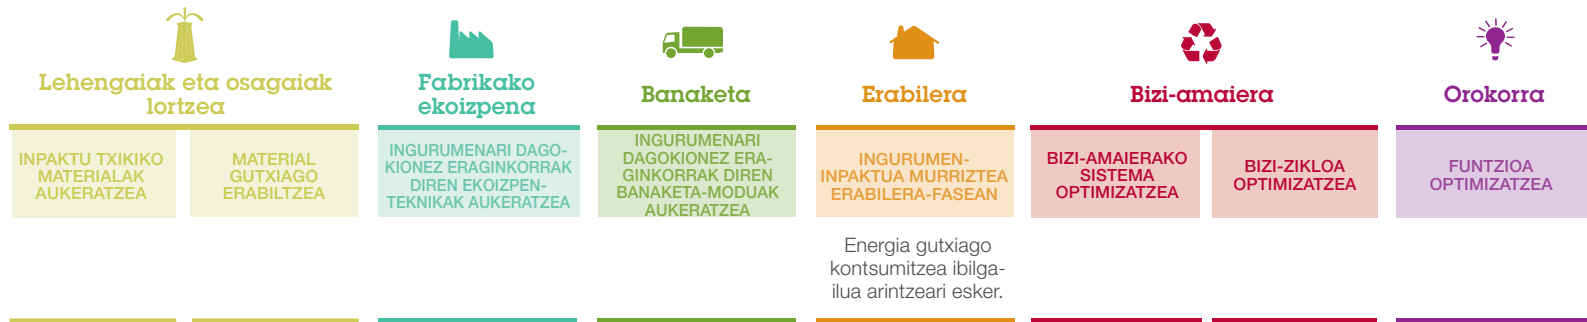 Lehengaiak eta osagaiak
lortzea
Fabrikako
ekoizpena
Banaketa
Erabilera
Bizi-amaiera
Orokorra
INPAKTU TXIKIKO
MATERIALAK
AUKERATZEA
MATERIAL
GUTXIAGO
ERABILTZEA
INGURUMENARI DAGO-
KIONEZ ERAGINKORRAK
DIREN EKOIZPEN-
TEKNIKAK AUKERATZEA
INGURUMENARI
DAGOKIONEZ ERA-
GINKORRAK DIREN
BANAKETA-MODUAK
AUKERATZEA
INGURUMEN-
INPAKTUA MURRIZTEA
ERABILERA-FASEAN
BIZI-AMAIERAKO
SISTEMA
OPTIMIZATZEA
BIZI-ZIKLOA
OPTIMIZATZEA
FUNTZIOA
OPTIMIZATZEA
Energia gutxiago
kontsumitzea ibilga-
ilua arintzeari esker.